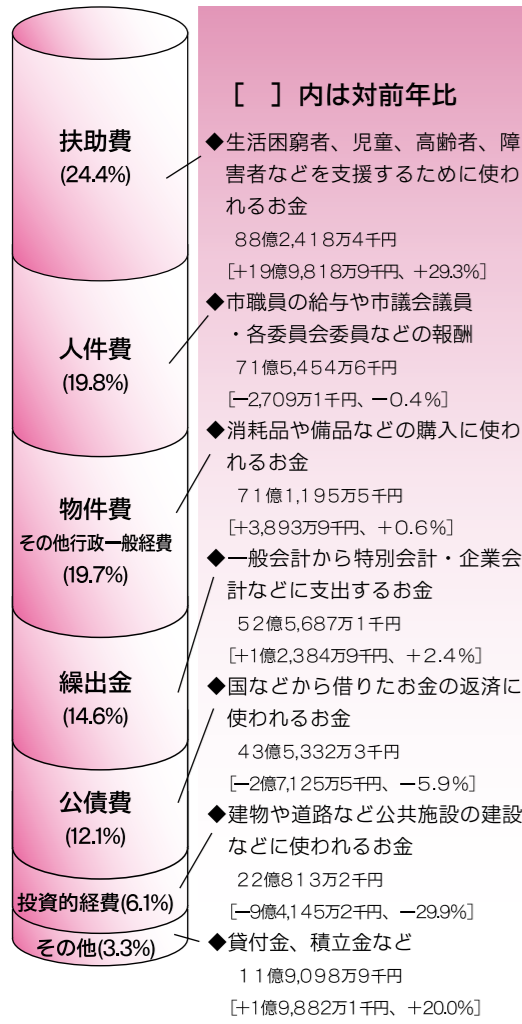 扶助費
(24.4%)
人件費
(19.8%)
物件費
その他行政一般経費
(19.7%)
繰出金
(14.6%)
公債費
(12.1%)
投資的経費(6.1%)
その他(3.3%)
［　］内は対前年比
◆生活困窮者、児童、高齢者、障
害者などを支援するために使わ
れるお金
88億2,418万4千円
[+19億9,818万9千円、+29.3%]
◆市職員の給与や市議会議員
・各委員会委員などの報酬
71億5,454万6千円
[−2,709万1千円、−0.4%]
◆消耗品や備品などの購入に使わ
れるお金
71億1,195万5千円
[+3,893万9千円、+0.6%]
◆一般会計から特別会計・企業会
計などに支出するお金
52億5,687万1千円
[+1億2,384万9千円、+2.4%]
◆国などから借りたお金の返済に
使われるお金
43億5,332万3千円
[−2億7,125万5千円、−5.9%]
◆建物や道路など公共施設の建設
などに使われるお金
22億813万2千円
[−9億4,145万2千円、−29.9%]
◆貸付金、積立金など
11億9,098万9千円
[+1億9,882万1千円、+20.0%]